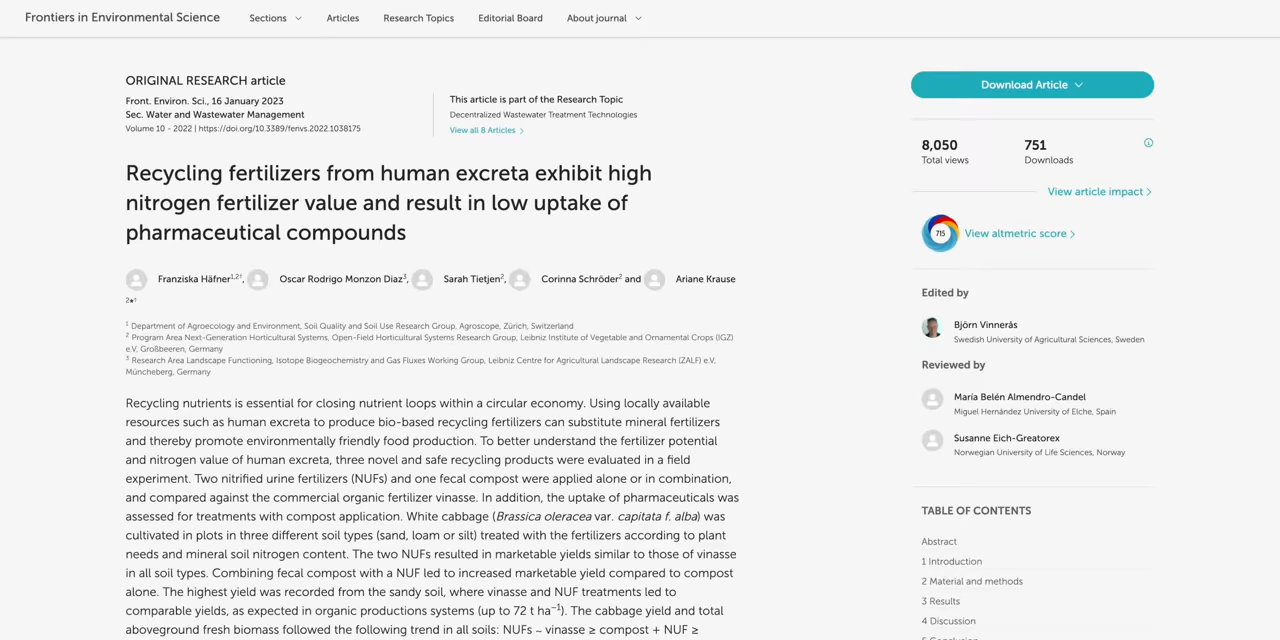 Frontiers in Environmental Science
Sections Articles Research Topics Editorial Board About journal
ORIGINAL RESEARCH article
Front. Environ. Sci., 16 January 2023
Sec. Water and Wastewater Management
Volume 10 - 2022 | https://doi.org/10.3389/fenvs.2022.1038175
This article is part of the Research Topic
Decentralized Wastewater Treatment Technologies
View all 8 Articles >
Recycling fertilizers from human excreta exhibit high
nitrogen fertilizer value and result in low uptake of
pharmaceutical compounds
Franziska Häfner1,2†, Oscar Rodrigo Monzon Diaz3, Sarah Tietjen2, Corinna Schröder2 and Ariane Krause
2*†
1 Department of Agroecology and Environment, Soil Quality and Soil Use Research Group, Agroscope, Zürich, Switzerland
2 Program Area Next-Generation Horticultural Systems, Open-Field Horticultural Systems Research Group, Leibniz Institute of Vegetable and Ornamental Crops (IGZ)
e.V, Großbeeren, Germany
3 Research Area Landscape Functioning, Isotope Biogeochemistry and Gas Fluxes Working Group, Leibniz Centre for Agricultural Landscape Research (ZALF) e.V,
Müncheberg, Germany
Recycling nutrients is essential for closing nutrient loops within a circular economy. Using locally available
resources such as human excreta to produce bio-based recycling fertilizers can substitute mineral fertilizers
and thereby promote environmentally friendly food production. To better understand the fertilizer potential
and nitrogen value of human excreta, three novel and safe recycling products were evaluated in a field
experiment. Two nitrified urine fertilizers (NUFs) and one fecal compost were applied alone or in combination,
and compared against the commercial organic fertilizer vinasse. In addition, the uptake of pharmaceuticals was
assessed for treatments with compost application. White cabbage (Brassica oleracea var. capitata f. alba) was
cultivated in plots in three different soil types (sand, loam or silt) treated with the fertilizers according to plant
needs and mineral soil nitrogen content. The two NUFs resulted in marketable yields similar to those of vinasse
in all soil types. Combining fecal compost with a NUF led to increased marketable yield compared to compost
alone. The highest yield was recorded from the sandy soil, where vinasse and NUF treatments led to
comparable yields, as expected in organic productions systems (up to 72 t ha−1). The cabbage yield and total
aboveground fresh biomass followed the following trend in all soils: NUFs ~ vinasse ≥ compost + NUF ≥
Download Article
8,050
Total views
751
Downloads
View article impact >
715
View altmetric score >
Edited by
Björn Vinnerås
Swedish University of Agricultural Sciences, Sweden
Reviewed by
María Belén Almendro-Candel
Miguel Hernández University of Elche, Spain
Susanne Eich-Greatorex
Norwegian University of Life Sciences, Norway
TABLE OF CONTENTS
Abstract
1 Introduction
2 Material and methods
3 Results
4 Discussion
5 Conclusion